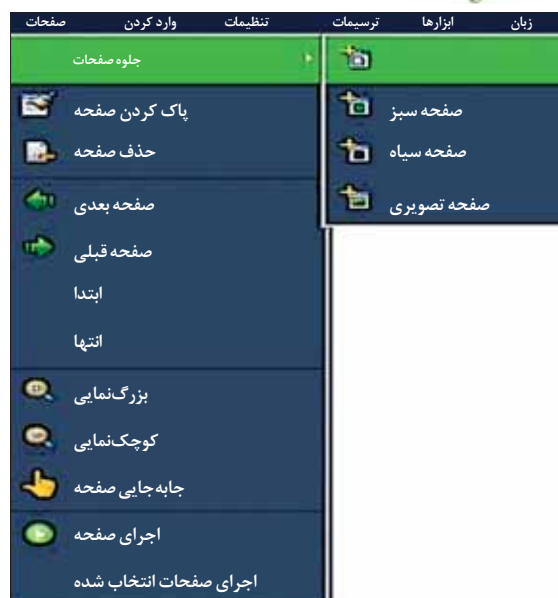 صفحات وارد کردن تنظیمات ترسیمات ابزارها زبان
جلوه صفحات
پاک کردن صفحه
حذف صفحه
صفحه بعدی
صفحه قبلی
ابتدا
انتها
بزرگ‌نمایی
کوچک‌نمایی
جابه‌جایی صفحه
اجرای صفحه
اجرای صفحات انتخاب شده
صفحه سبز
صفحه سیاه
صفحه تصویری